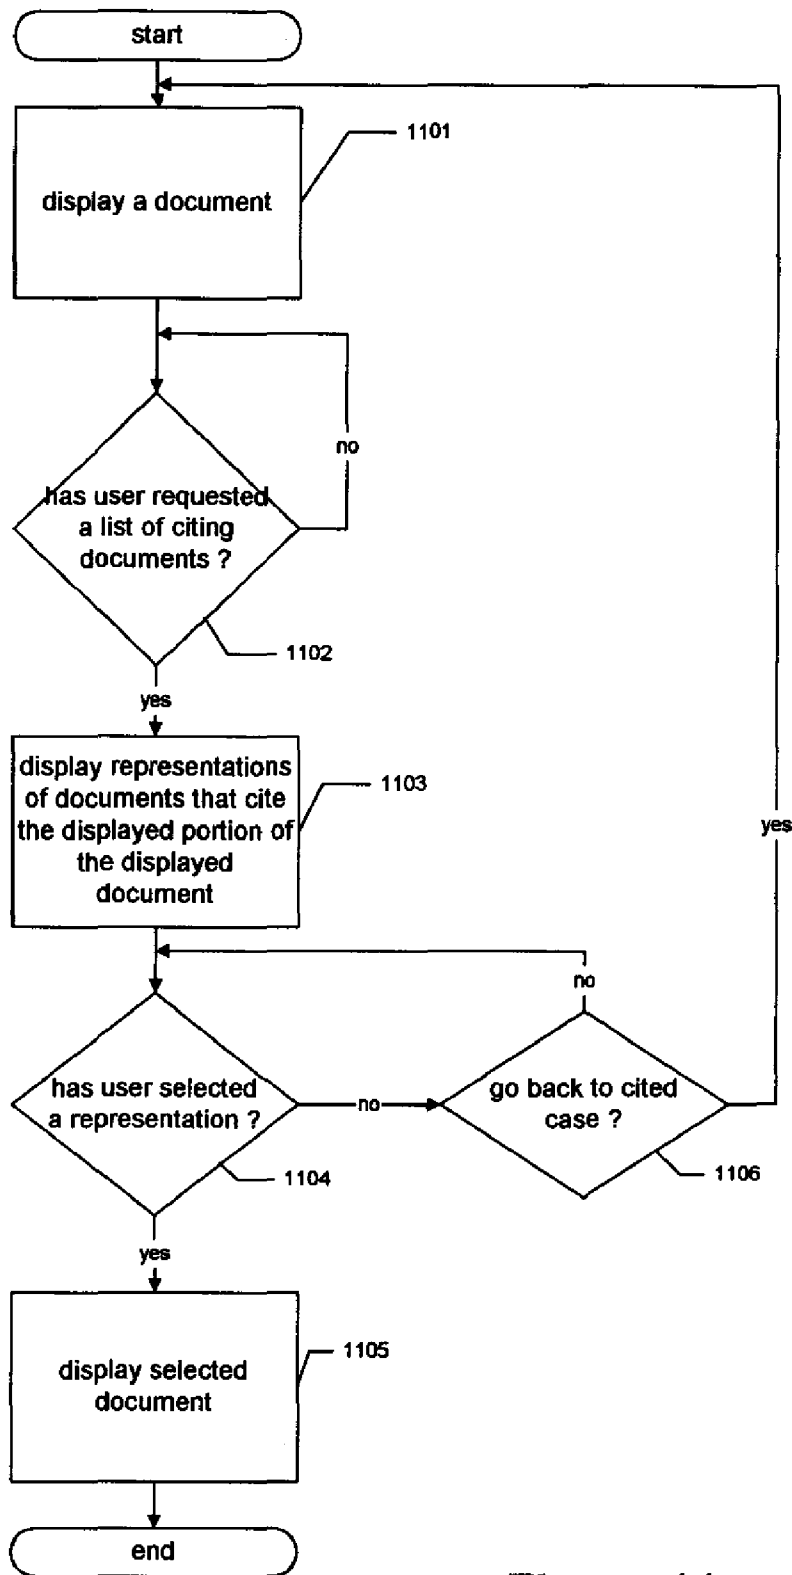 start
1101
display a document
no
has user requested
a list of citing
documents ?
1102
yes
display representations
of documents that cite
the displayed portion of
the displayed
document
1103
yes
no
has user selected
a representation ?
no
go back to cited
case ?
1104
1106
yes
display selected
document
1105
end